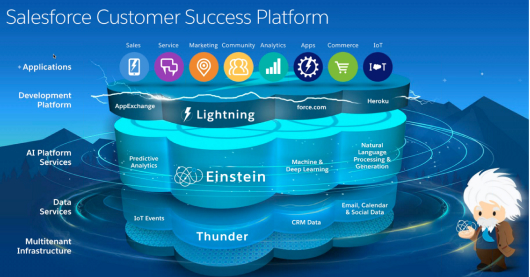 Salesforce Customer Success Platform
Sales Service Marketing Community Analytics Apps Commerce IoT
Applications
Development
Platform
AppExchange
Lightning
force.com
Heroku
AI Platform
Services
Predictive
Analytics
Einstein
Machine &
Deep Learning
Natural
Language
Processing &
Generation
Data
Services
IoT Events
Thunder
CRM Data
Email, Calendar
& Social Data
Multitenant
Infrastructure